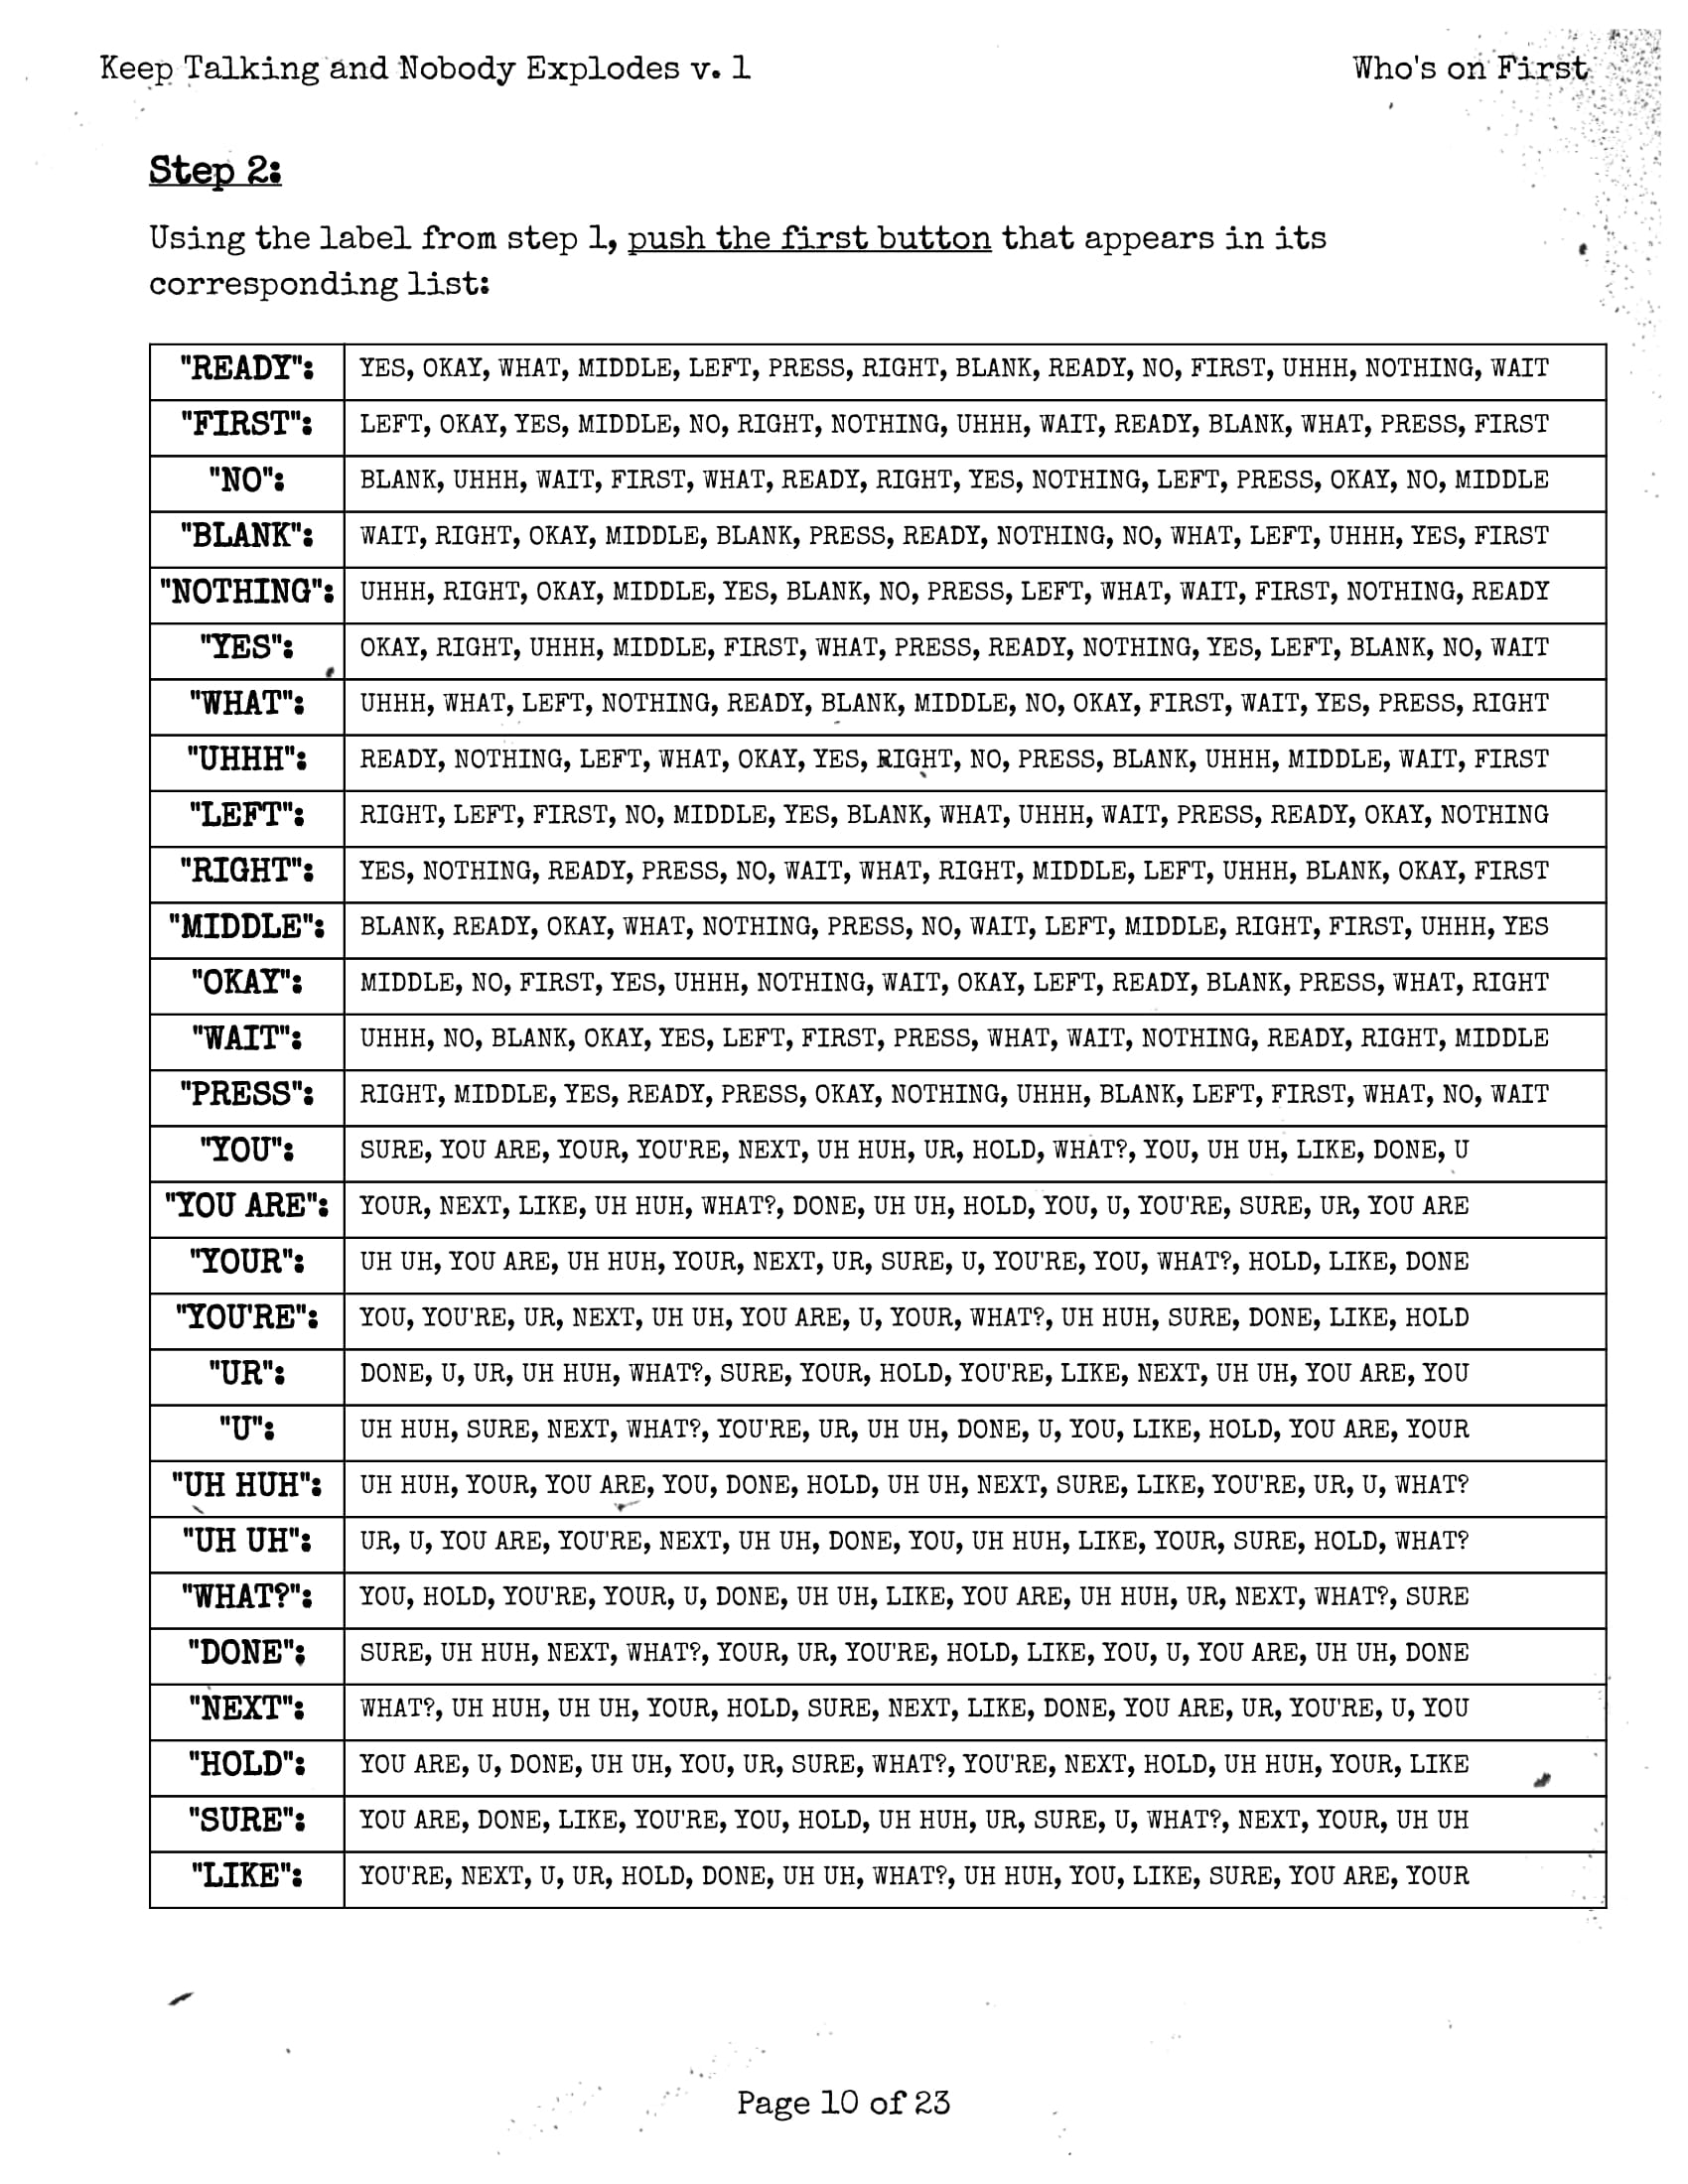 Keep Talking and Nobody Explodes v. 1 Who's on First
Step 2:
Using the label from step 1, push the first button that appears in its
corresponding list:
"READY": YES, OKAY, WHAT, MIDDLE, LEFT, PRESS, RIGHT, BLANK, READY, NO, FIRST, UHHH, NOTHING, WAIT
"FIRST": LEFT, OKAY, YES, MIDDLE, NO, RIGHT, NOTHING, UHHH, WAIT, READY, BLANK, WHAT, PRESS, FIRST
"NO": BLANK, UHHH, WAIT, FIRST, WHAT, READY, RIGHT, YES, NOTHING, LEFT, PRESS, OKAY, NO, MIDDLE
"BLANK": WAIT, RIGHT, OKAY, MIDDLE, BLANK, PRESS, READY, NOTHING, NO, WHAT, LEFT, UHHH, YES, FIRST
"NOTHING": UHHH, RIGHT, OKAY, MIDDLE, YES, BLANK, NO, PRESS, LEFT, WHAT, WAIT, FIRST, NOTHING, READY
"YES": OKAY, RIGHT, UHHH, MIDDLE, FIRST, WHAT, PRESS, READY, NOTHING, YES, LEFT, BLANK, NO, WAIT
"WHAT": UHHH, WHAT, LEFT, NOTHING, READY, BLANK, MIDDLE, NO, OKAY, FIRST, WAIT, YES, PRESS, RIGHT
"UHHH": READY, NOTHING, LEFT, WHAT, OKAY, YES, RIGHT, NO, PRESS, BLANK, UHHH, MIDDLE, WAIT, FIRST
"LEFT": RIGHT, LEFT, FIRST, NO, MIDDLE, YES, BLANK, WHAT, UHHH, WAIT, PRESS, READY, OKAY, NOTHING
"RIGHT": YES, NOTHING, READY, PRESS, NO, WAIT, WHAT, RIGHT, MIDDLE, LEFT, UHHH, BLANK, OKAY, FIRST
"MIDDLE": BLANK, READY, OKAY, WHAT, NOTHING, PRESS, NO, WAIT, LEFT, MIDDLE, RIGHT, FIRST, UHHH, YES
"OKAY": MIDDLE, NO, FIRST, YES, UHHH, NOTHING, WAIT, OKAY, LEFT, READY, BLANK, PRESS, WHAT, RIGHT
"WAIT": UHHH, NO, BLANK, OKAY, YES, LEFT, FIRST, PRESS, WHAT, WAIT, NOTHING, READY, RIGHT, MIDDLE
"PRESS": RIGHT, MIDDLE, YES, READY, PRESS, OKAY, NOTHING, UHHH, BLANK, LEFT, FIRST, WHAT, NO, WAIT
"YOU": SURE, YOU ARE, YOUR, YOU'RE, NEXT, UH HUH, UR, HOLD, WHAT?, YOU, UH UH, LIKE, DONE, U
"YOU ARE": YOUR, NEXT, LIKE, UH HUH, WHAT?, DONE, UH UH, HOLD, YOU, U, YOU'RE, SURE, UR, YOU ARE
"YOUR": UH UH, YOU ARE, UH HUH, YOUR, NEXT, UR, SURE, U, YOU'RE, YOU, WHAT?, HOLD, LIKE, DONE
"YOU'RE": YOU, YOU'RE, UR, NEXT, UH UH, YOU ARE, U, YOUR, WHAT?, UH HUH, SURE, DONE, LIKE, HOLD
"UR": DONE, U, UR, UH HUH, WHAT?, SURE, YOUR, HOLD, YOU'RE, LIKE, NEXT, UH UH, YOU ARE, YOU
"U": UH HUH, SURE, NEXT, WHAT?, YOU'RE, UR, UH UH, DONE, U, YOU, LIKE, HOLD, YOU ARE, YOUR
"UH HUH": UH HUH, YOUR, YOU ARE, YOU, DONE, HOLD, UH UH, NEXT, SURE, LIKE, YOU'RE, UR, U, WHAT?
"UH UH": UR, U, YOU ARE, YOU'RE, NEXT, UH UH, DONE, YOU, UH HUH, LIKE, YOUR, SURE, HOLD, WHAT?
"WHAT?": YOU, HOLD, YOU'RE, YOUR, U, DONE, UH UH, LIKE, YOU ARE, UH HUH, UR, NEXT, WHAT?, SURE
"DONE": SURE, UH HUH, NEXT, WHAT?, YOUR, UR, YOU'RE, HOLD, LIKE, YOU, U, YOU ARE, UH UH, DONE
"NEXT": WHAT?, UH HUH, UH UH, YOUR, HOLD, SURE, NEXT, LIKE, DONE, YOU ARE, UR, YOU'RE, U, YOU
"HOLD": YOU ARE, U, DONE, UH UH, YOU, UR, SURE, WHAT?, YOU'RE, NEXT, HOLD, UH HUH, YOUR, LIKE
"SURE": YOU ARE, DONE, LIKE, YOU'RE, YOU, HOLD, UH HUH, UR, SURE, U, WHAT?, NEXT, YOUR, UH UH
"LIKE": YOU'RE, NEXT, U, UR, HOLD, DONE, UH UH, WHAT?, UH HUH, YOU, LIKE, SURE, YOU ARE, YOUR
Page 10 of 23